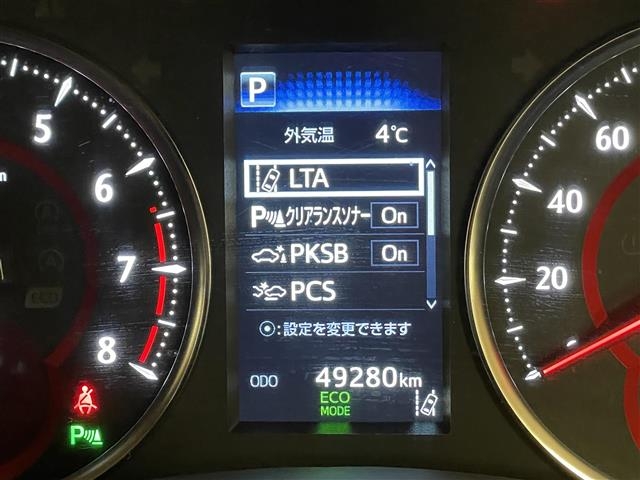 P
外気温 4℃
LTA
P クリアランスソナー On
PKSB On
PCS
⦿:設定を変更できます
ODO 49280km
ECO
MODE
5
6
7
8
ECO
P
60
40
20